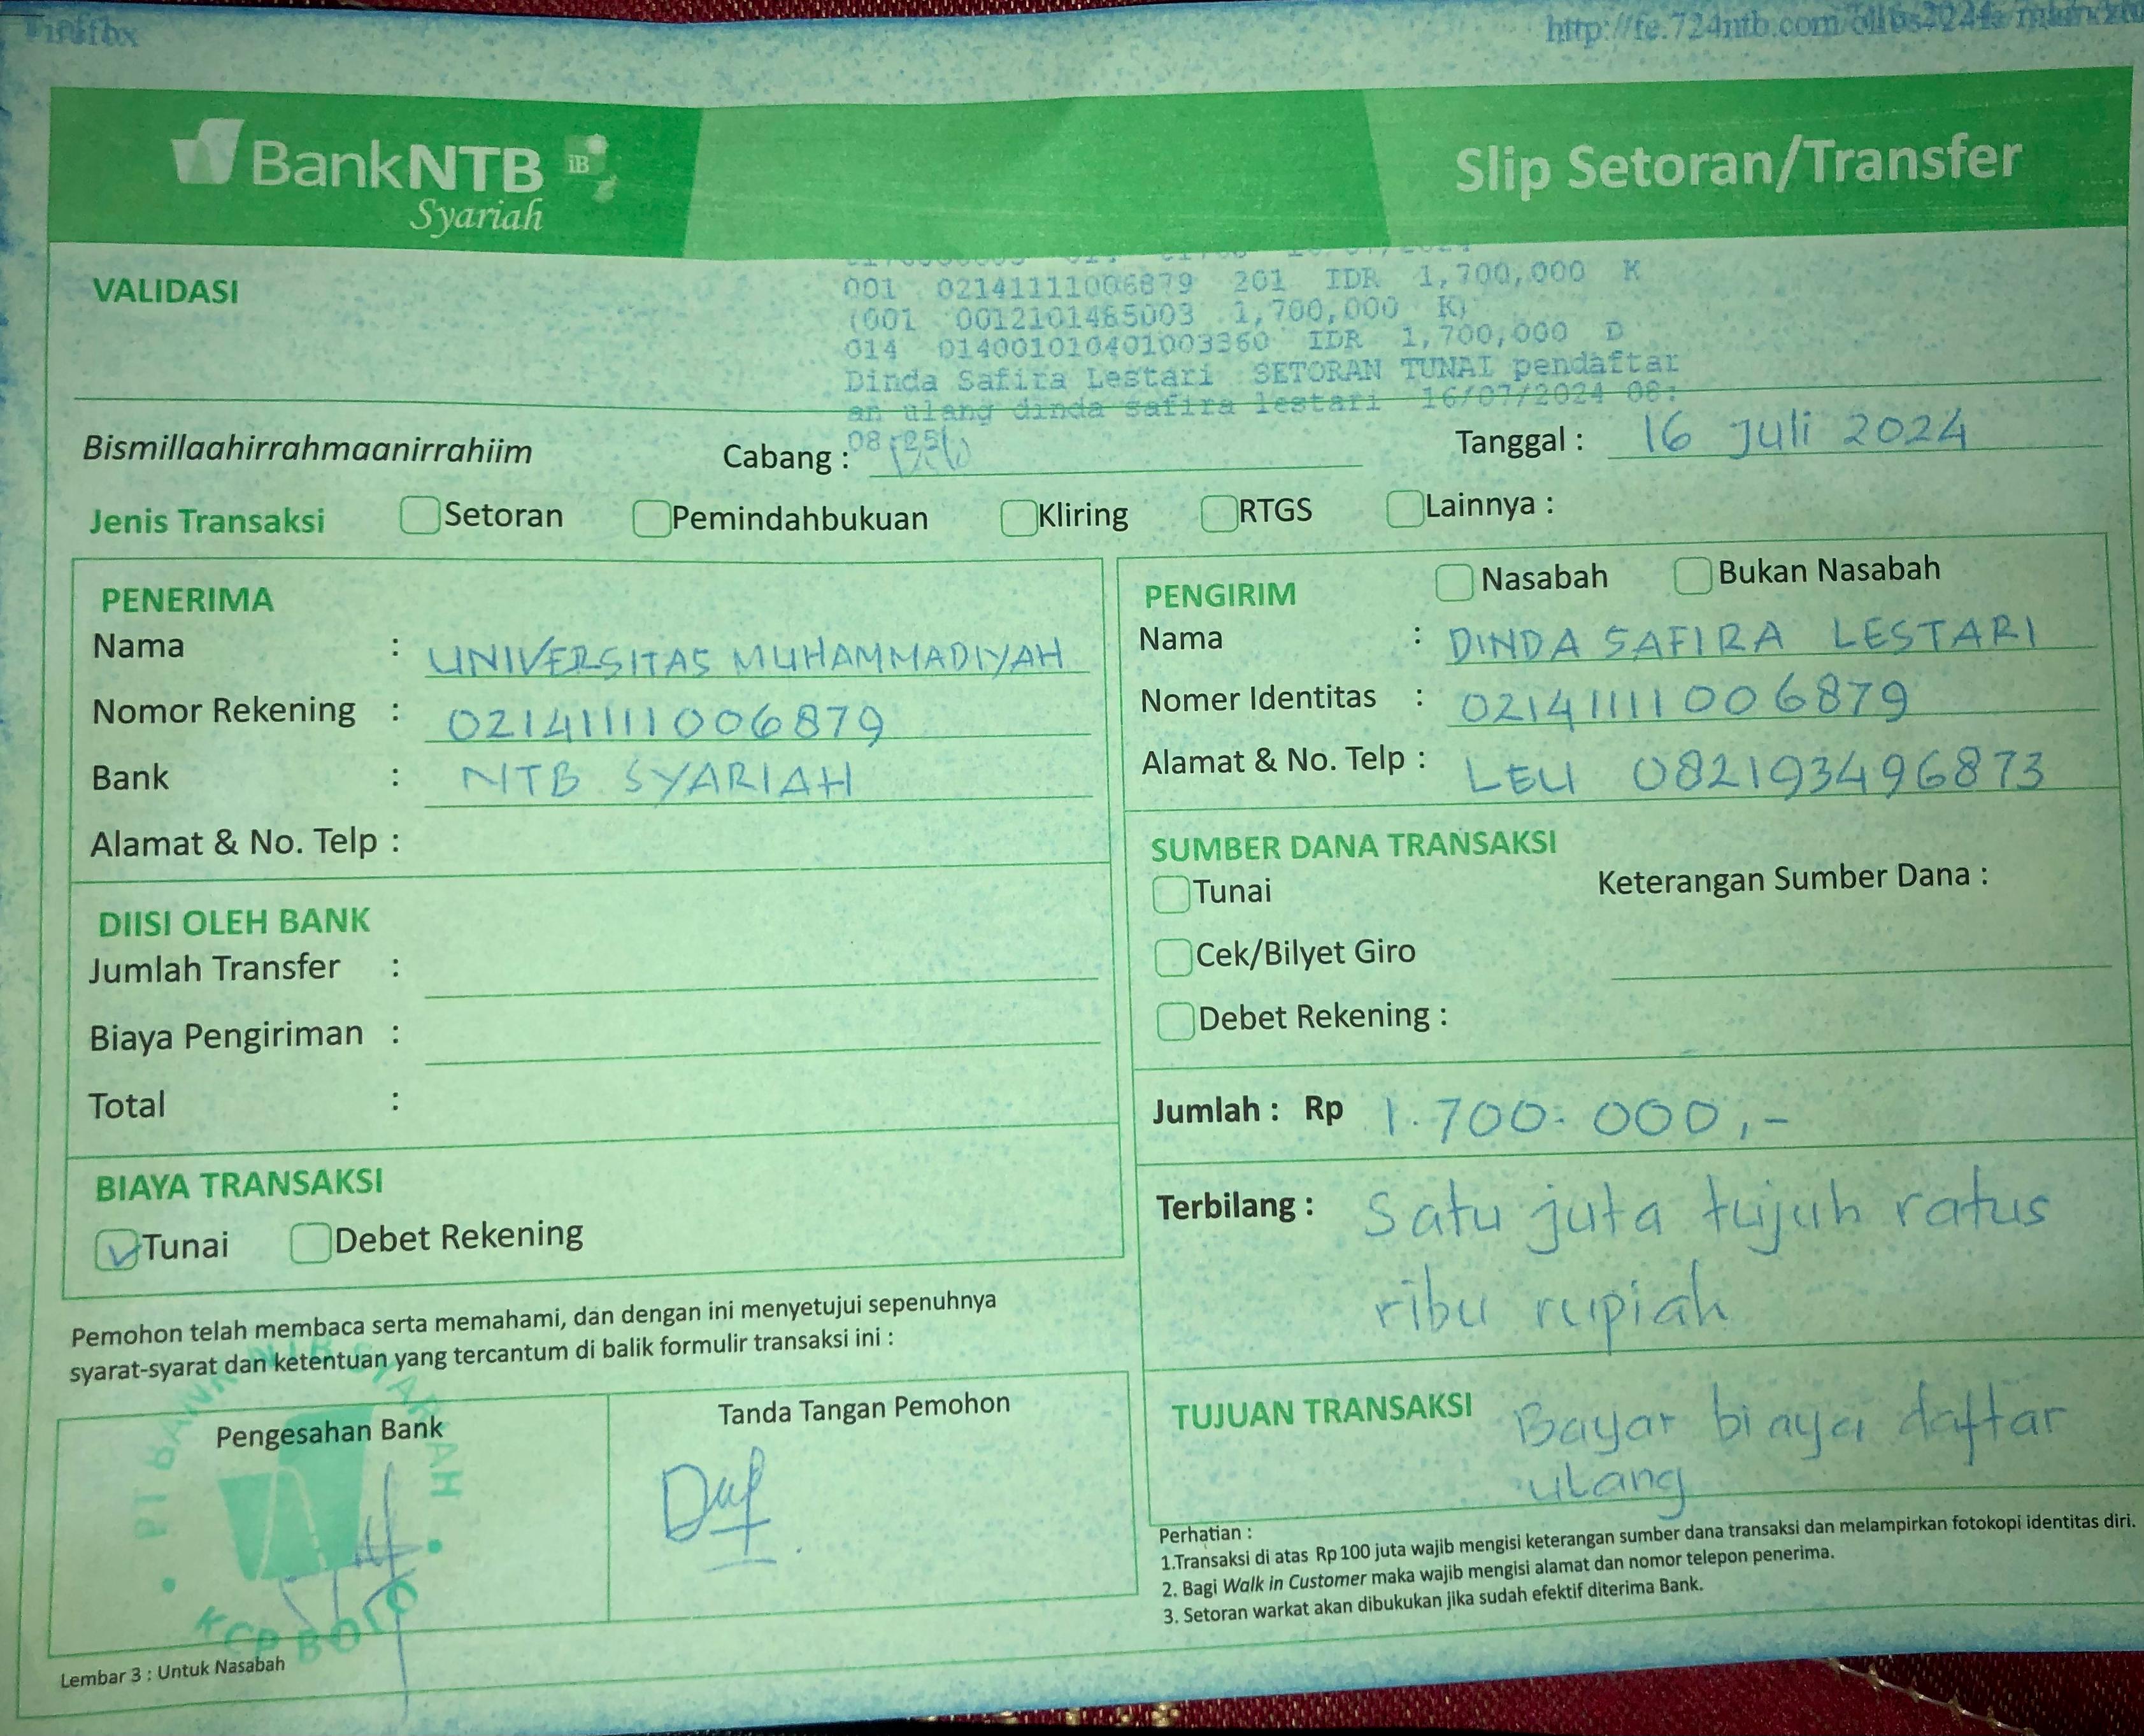 http://fe.724ntb.com/
BankNTB iB
Syariah
Slip Setoran/Transfer
VALIDASI
001 02141111006879 201 IDR 1,700,000 K
(001 0012101485003 1,700,000 K)
014 014001010401003360 IDR 1,700,000 D
Dinda Safira Lestari SETORAN TUNAI pendaftar
an ulang dinda safira lestari 16/07/2024 08:
08:25
Bismillaahirrahmaanirrahiim
Cabang :
Tanggal : 16 Juli 2024
Jenis Transaksi Setoran Pemindahbukuan Kliring RTGS Lainnya :
PENERIMA
Nama : UNIVERSITAS MUHAMMADIYAH
Nomor Rekening : 02141111006879
Bank : NTB SYARIAH
Alamat & No. Telp :
DIISI OLEH BANK
Jumlah Transfer :
Biaya Pengiriman :
Total :
BIAYA TRANSAKSI
Tunai Debet Rekening
Pemohon telah membaca serta memahami, dan dengan ini menyetujui sepenuhnya
syarat-syarat dan ketentuan yang tercantum di balik formulir transaksi ini :
Pengesahan Bank
PT BANK NTB SYARIAH
KCP BOLO
Tanda Tangan Pemohon
Lembar 3 : Untuk Nasabah
PENGIRIM Nasabah Bukan Nasabah
Nama : DINDA SAFIRA LESTARI
Nomer Identitas : 02141111006879
Alamat & No. Telp : LEU 082193496873
SUMBER DANA TRANSAKSI
Tunai
Keterangan Sumber Dana :
Cek/Bilyet Giro
Debet Rekening :
Jumlah : Rp 1.700.000,-
Terbilang : Satu juta tujuh ratus
ribu rupiah
TUJUAN TRANSAKSI Bayar biaya daftar
ulang
Perhatian :
1.Transaksi di atas Rp100 juta wajib mengisi keterangan sumber dana transaksi dan melampirkan fotokopi identitas diri.
2. Bagi Walk in Customer maka wajib mengisi alamat dan nomor telepon penerima.
3. Setoran warkat akan dibukukan jika sudah efektif diterima Bank.